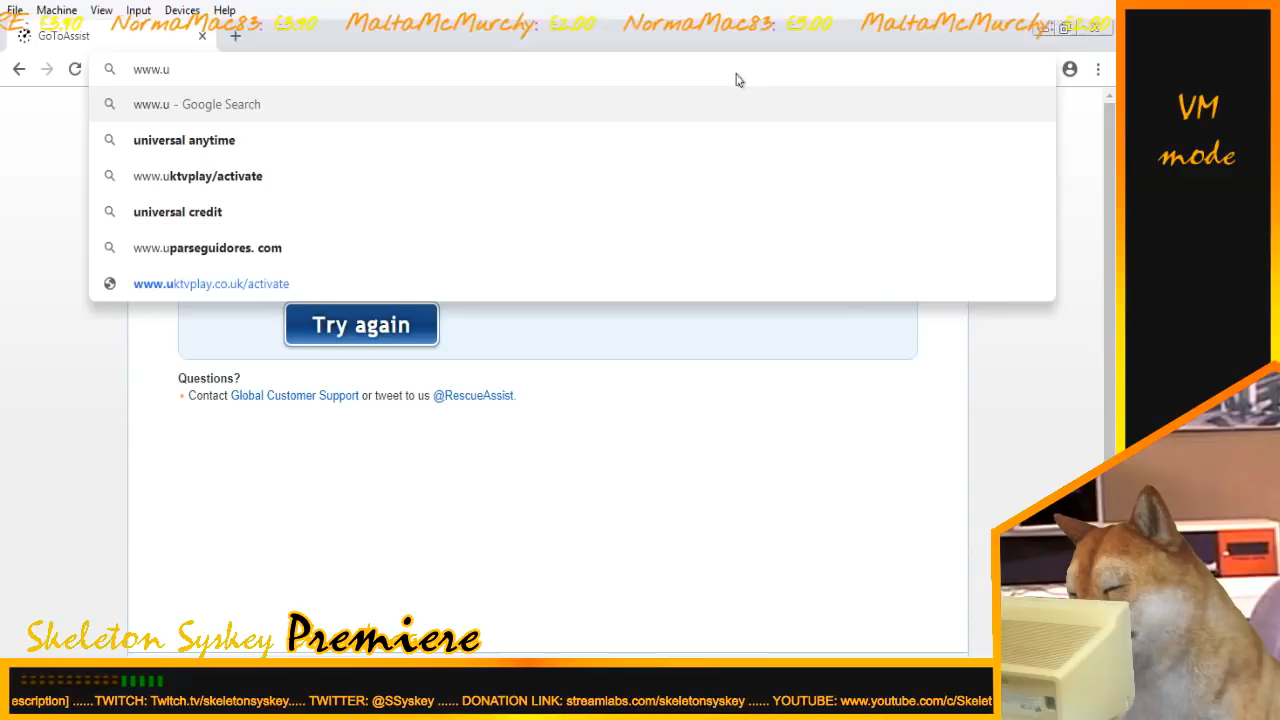 File Machine View Input Devices Help
RE: £3.90 NormaMac83: £3.90 MaltaMcMurchy: £2.00 NormaMac83: £5.00 MaltaMcMurchy:
GoToAssist
www.u
www.u - Google Search
universal anytime
www.uktvplay/activate
universal credit
www.uparseguidores. com
www.uktvplay.co.uk/activate
Try again
Questions?
• Contact Global Customer Support or tweet to us @RescueAssist.
VM
mode
Skeleton Syskey Premiere
escription] ...... TWITCH: Twitch.tv/skeletonsyskey..... TWITTER: @SSyskey ...... DONATION LINK: streamlabs.com/skeletonsyskey ...... YOUTUBE: www.youtube.com/c/Skelet